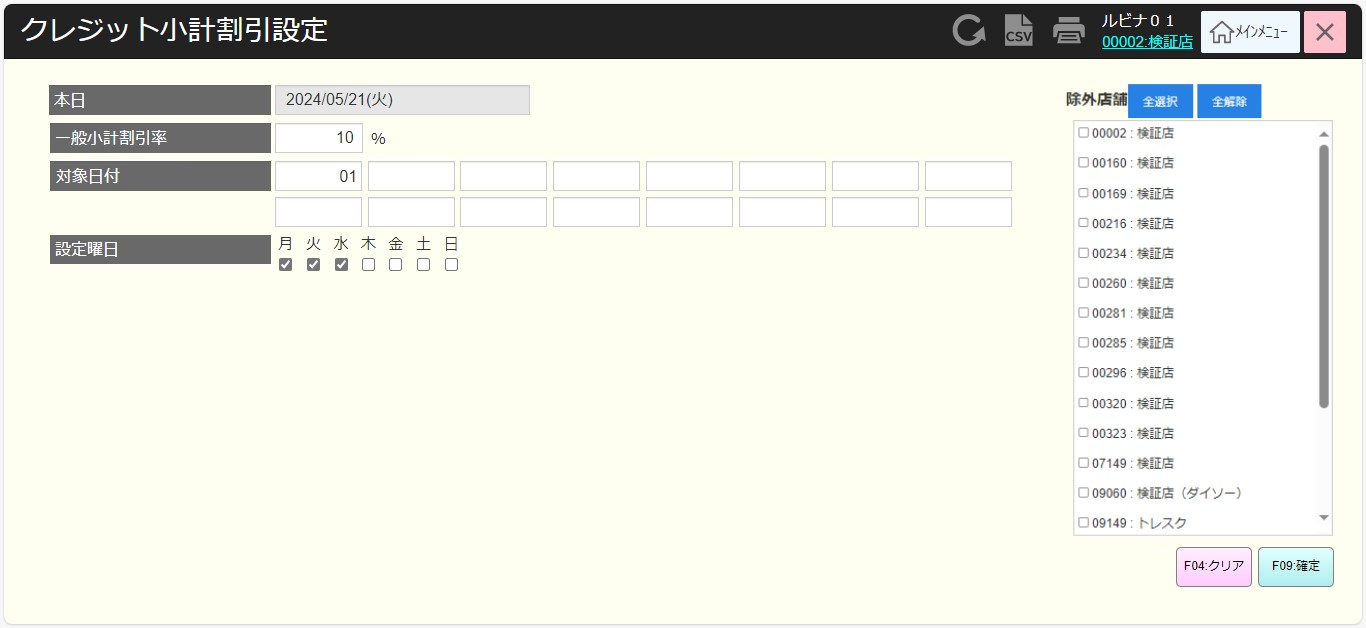 クレジット小計割引設定
CSV
ルビナ０１
00002:検証店
ﾒｲﾝﾒﾆｭｰ
本日
2024/05/21(火)
一般小計割引率
10 %
対象日付
01
設定曜日
月 火 水 木 金 土 日
除外店舗 全選択 全解除
00002 : 検証店
00160 : 検証店
00169 : 検証店
00216 : 検証店
00234 : 検証店
00260 : 検証店
00281 : 検証店
00285 : 検証店
00296 : 検証店
00320 : 検証店
00323 : 検証店
07149 : 検証店
09060 : 検証店（ダイソー）
09149 : トレスク
F04:クリア
F09:確定